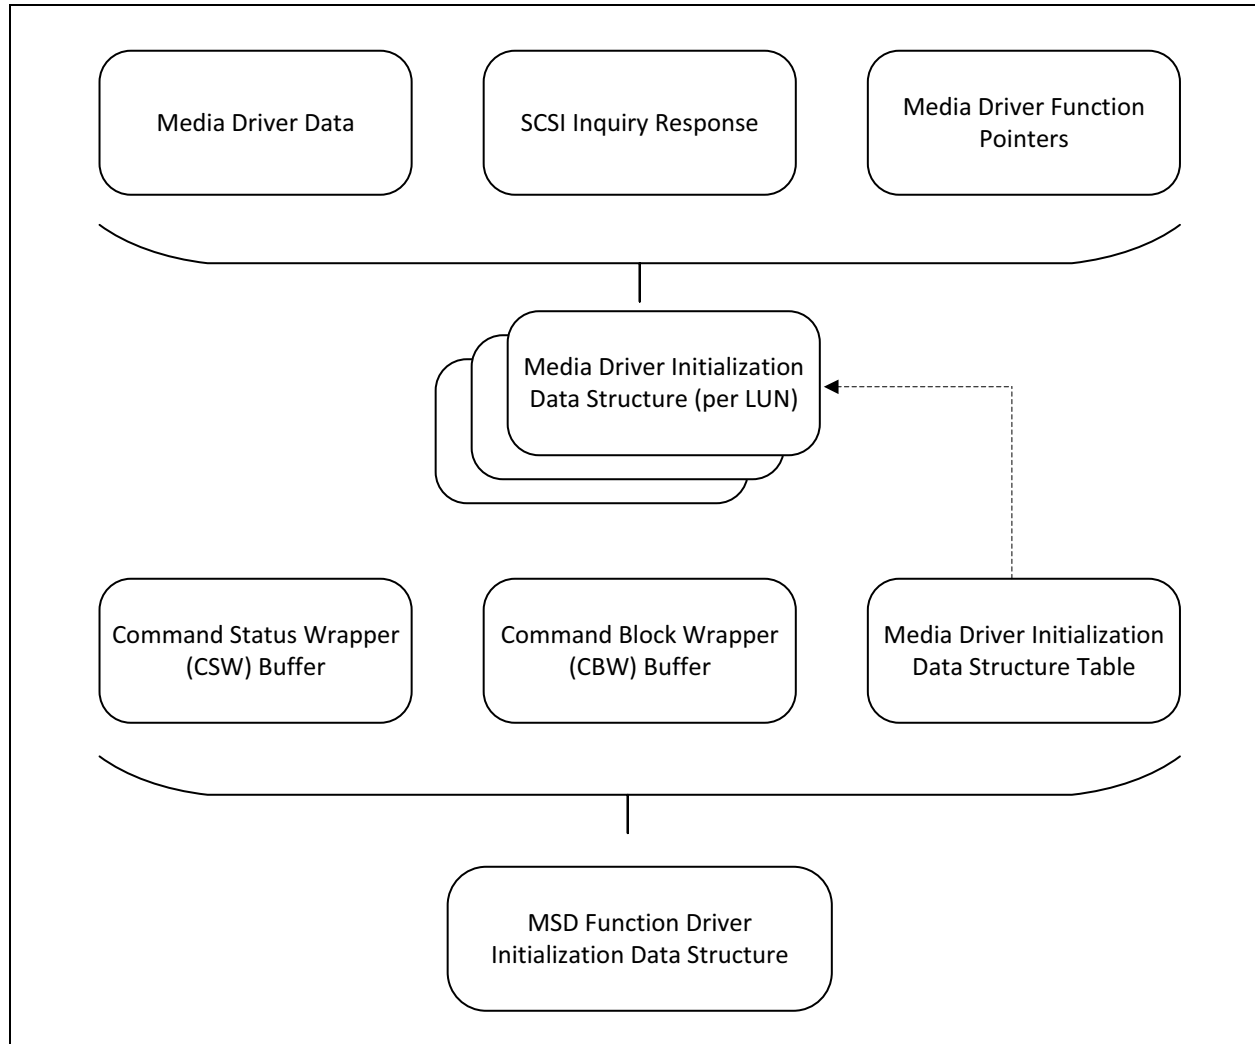 Media Driver Data
SCSI Inquiry Response
Media Driver Function
Pointers
Media Driver Initialization
Data Structure (per LUN)
Command Status Wrapper
(CSW) Buffer
Command Block Wrapper
(CBW) Buffer
Media Driver Initialization
Data Structure Table
MSD Function Driver
Initialization Data Structure